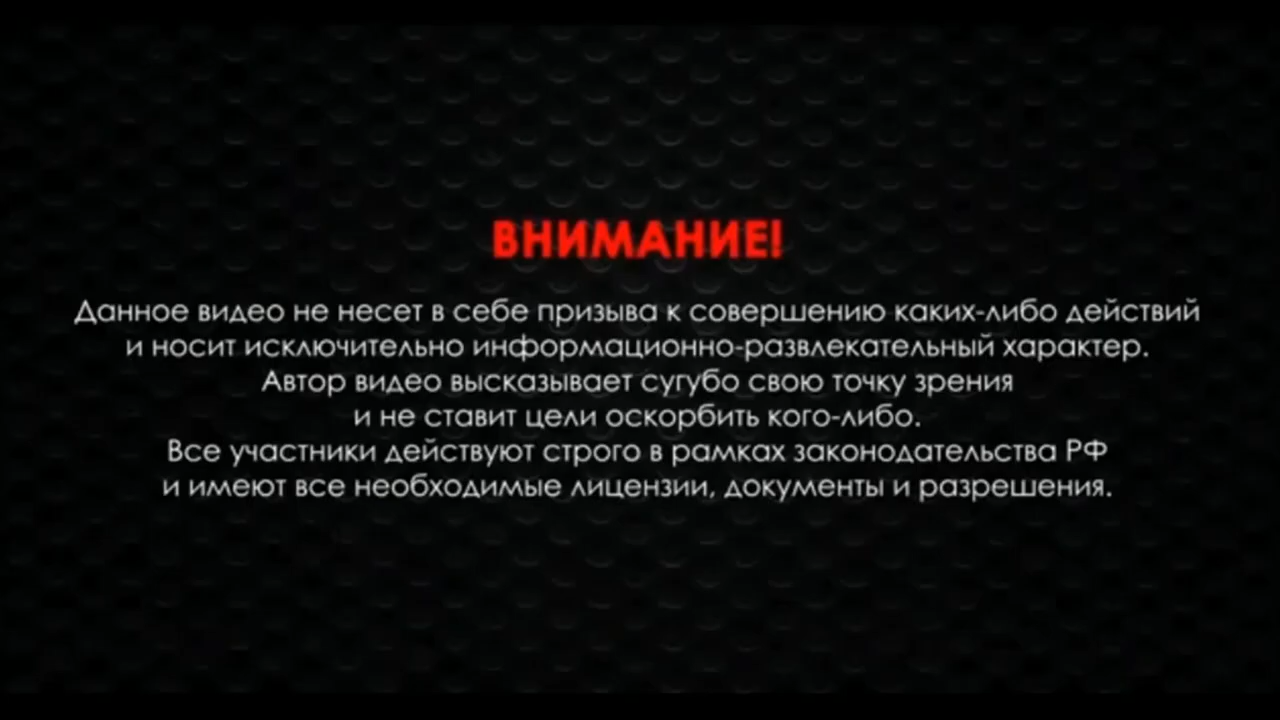 ВНИМАНИЕ!
Данное видео не несет в себе призыва к совершению каких-либо действий
и носит исключительно информационно-развлекательный характер.
Автор видео высказывает сугубо свою точку зрения
и не ставит цели оскорбить кого-либо.
Все участники действуют строго в рамках законодательства РФ
и имеют все необходимые лицензии, документы и разрешения.